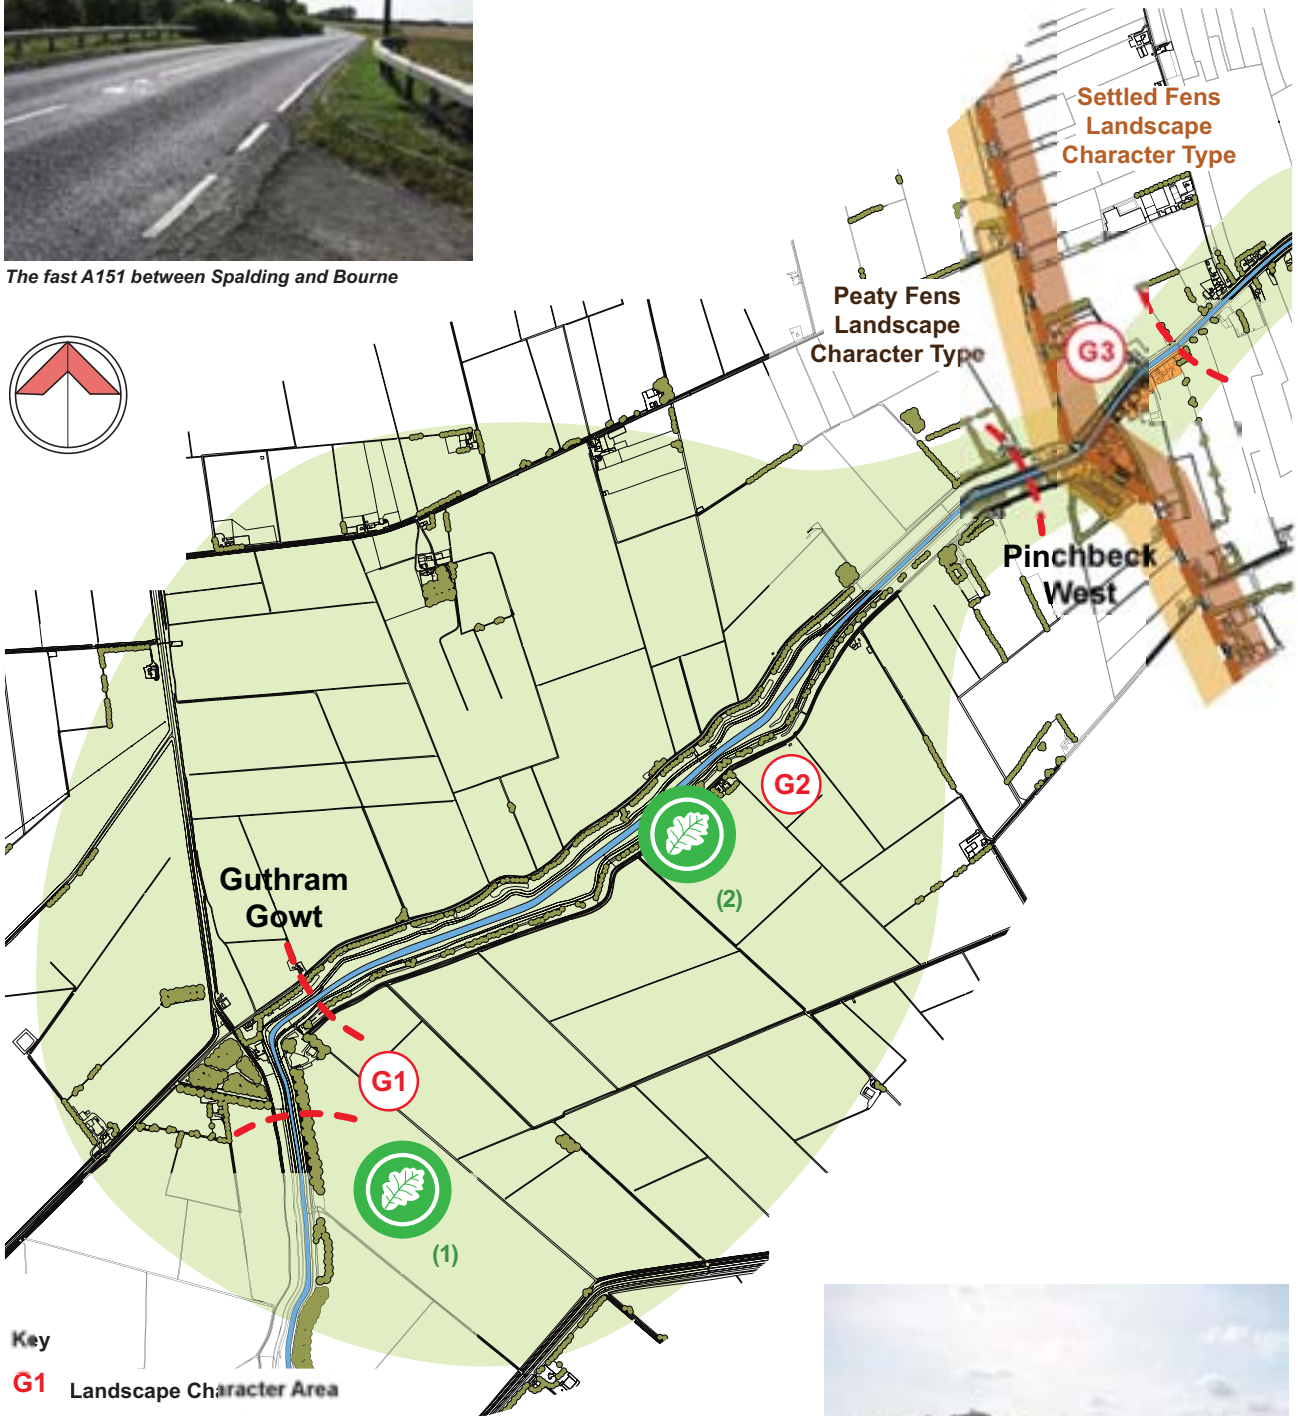 The fast A151 between Spalding and Bourne
Settled Fens
Landscape
Character Type
Peaty Fens
Landscape
Character Type
G3
Pinchbeck
West
G2
(2)
Guthram
Gowt
G1
(1)
Key
G1 Landscape Character Area